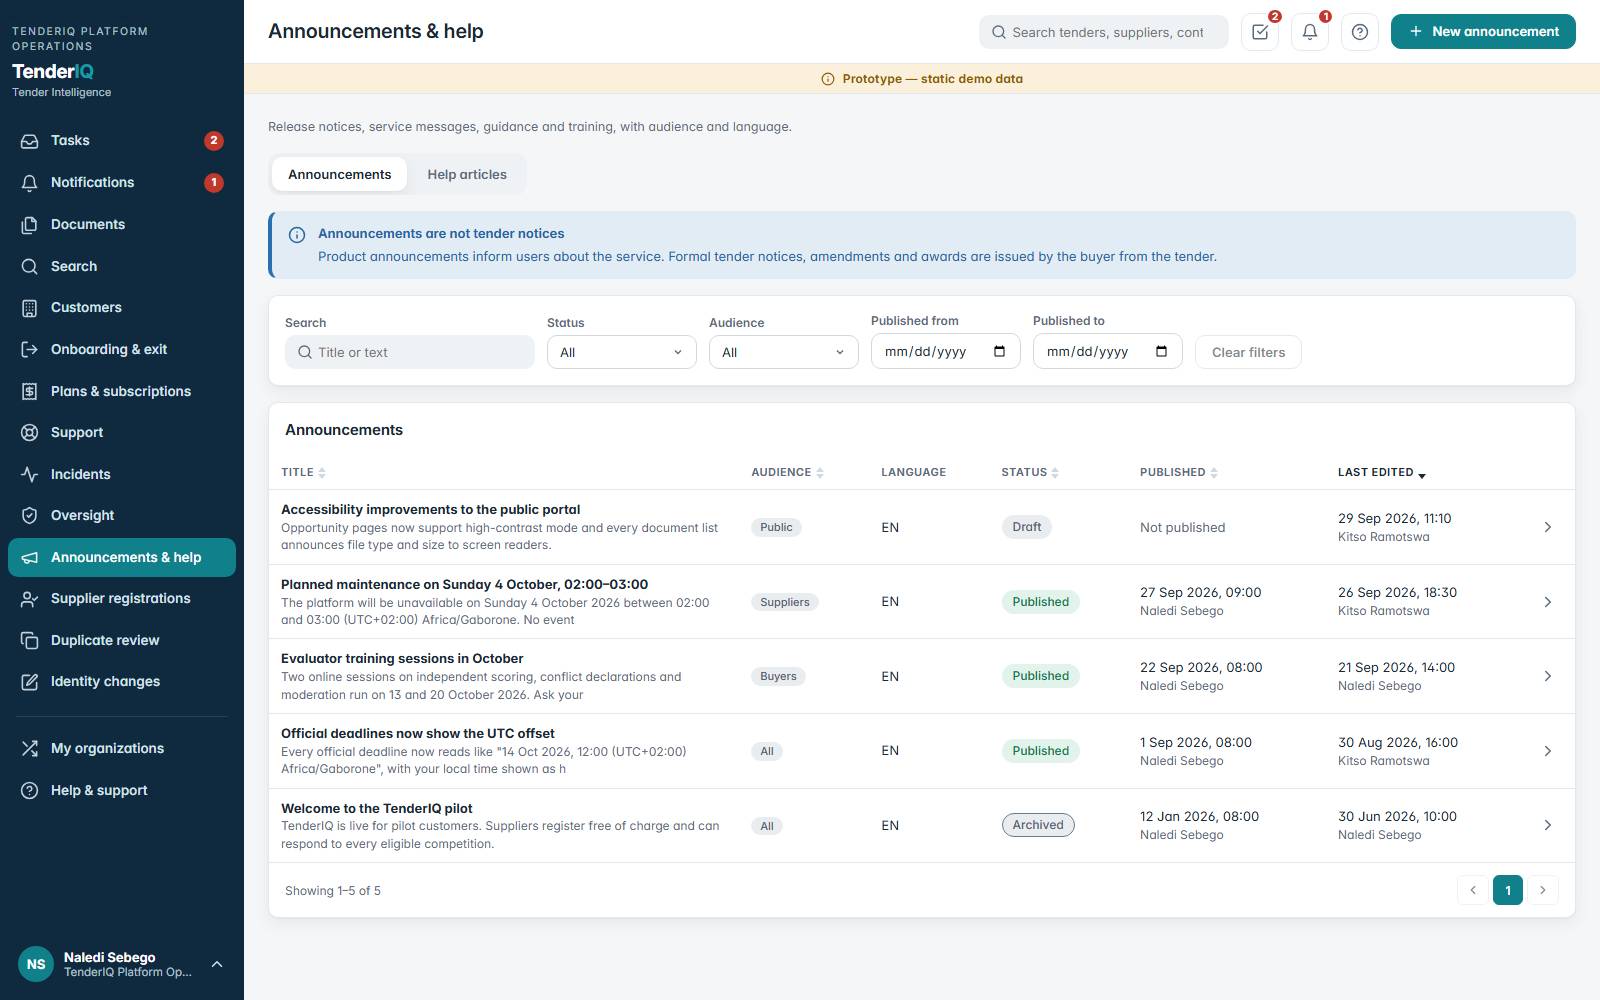 TENDERIQ PLATFORM
OPERATIONS
TenderIQ
Tender Intelligence
Tasks 2
Notifications 1
Documents
Search
Customers
Onboarding & exit
Plans & subscriptions
Support
Incidents
Oversight
Announcements & help
Supplier registrations
Duplicate review
Identity changes
My organizations
Help & support
NS Naledi Sebego
TenderIQ Platform Op...
Announcements & help
Search tenders, suppliers, cont
2
1
New announcement
Prototype — static demo data
Release notices, service messages, guidance and training, with audience and language.
Announcements Help articles
Announcements are not tender notices
Product announcements inform users about the service. Formal tender notices, amendments and awards are issued by the buyer from the tender.
Search Status Audience Published from Published to
Title or text All All mm/dd/yyyy mm/dd/yyyy Clear filters
Announcements
TITLE AUDIENCE LANGUAGE STATUS PUBLISHED LAST EDITED
Accessibility improvements to the public portal
Opportunity pages now support high-contrast mode and every document list
announces file type and size to screen readers.
Public EN Draft Not published
29 Sep 2026, 11:10
Kitso Ramotswa
Planned maintenance on Sunday 4 October, 02:00–03:00
The platform will be unavailable on Sunday 4 October 2026 between 02:00
and 03:00 (UTC+02:00) Africa/Gaborone. No event
Suppliers EN Published
27 Sep 2026, 09:00
Naledi Sebego
26 Sep 2026, 18:30
Kitso Ramotswa
Evaluator training sessions in October
Two online sessions on independent scoring, conflict declarations and
moderation run on 13 and 20 October 2026. Ask your
Buyers EN Published
22 Sep 2026, 08:00
Naledi Sebego
21 Sep 2026, 14:00
Naledi Sebego
Official deadlines now show the UTC offset
Every official deadline now reads like "14 Oct 2026, 12:00 (UTC+02:00)
Africa/Gaborone", with your local time shown as h
All EN Published
1 Sep 2026, 08:00
Naledi Sebego
30 Aug 2026, 16:00
Kitso Ramotswa
Welcome to the TenderIQ pilot
TenderIQ is live for pilot customers. Suppliers register free of charge and can
respond to every eligible competition.
All EN Archived
12 Jan 2026, 08:00
Naledi Sebego
30 Jun 2026, 10:00
Naledi Sebego
Showing 1–5 of 5
1